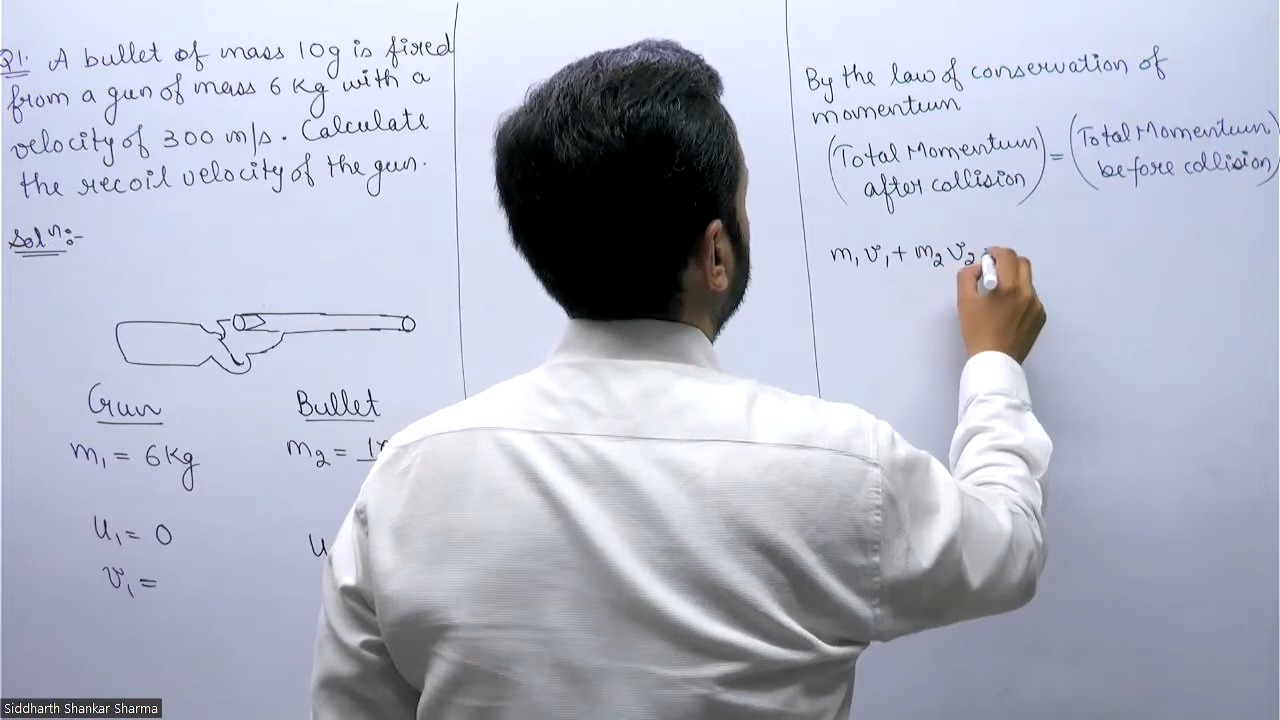 Q1. A bullet of mass 10g is fired
from a gun of mass 6 Kg with a
velocity of 300 m/s. Calculate
the recoil velocity of the gun.
Solⁿ:-
Gun
Bullet
m₁ = 6Kg
m₂ =
u₁ = 0
u
v₁ =
By the law of conservation of
momentum
(Total Momentum after collision) = (Total Momentum before collision)
m₁v₁ + m₂v₂
Siddharth Shankar Sharma